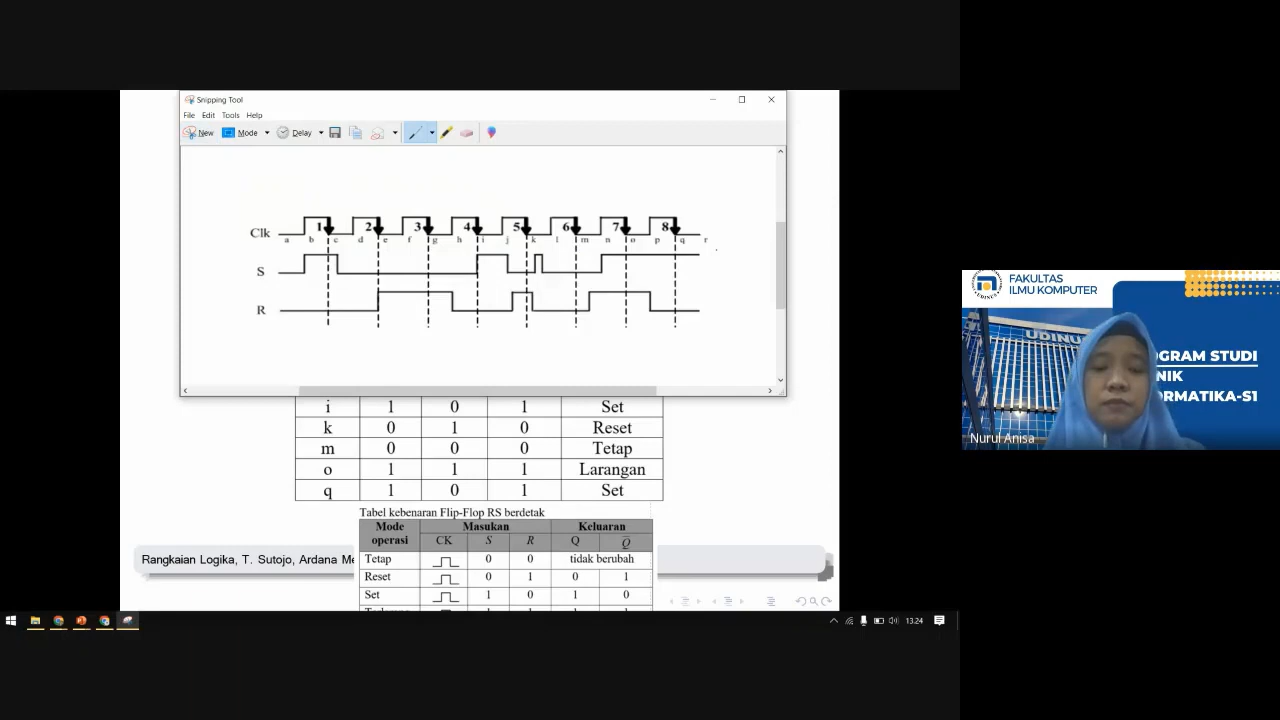 Snipping Tool
File Edit Tools Help
New Mode Delay
Clk 1 2 3 4 5 6 7 8
a b c d e f g h i j k l m n o p q r
S
R
i 1 0 1 Set
k 0 1 0 Reset
m 0 0 0 Tetap
o 1 1 1 Larangan
q 1 0 1 Set
Tabel kebenaran Flip-Flop RS berdetak
Mode operasi Masukan Keluaran
CK S R Q Q̅
Tetap 0 0 tidak berubah
Reset 0 1 0 1
Set 1 0 1 0
Rangkaian Logika, T. Sutojo, Ardana
13.24
FAKULTAS
ILMU KOMPUTER
UDINUS
STUDI
Nurul Anisa